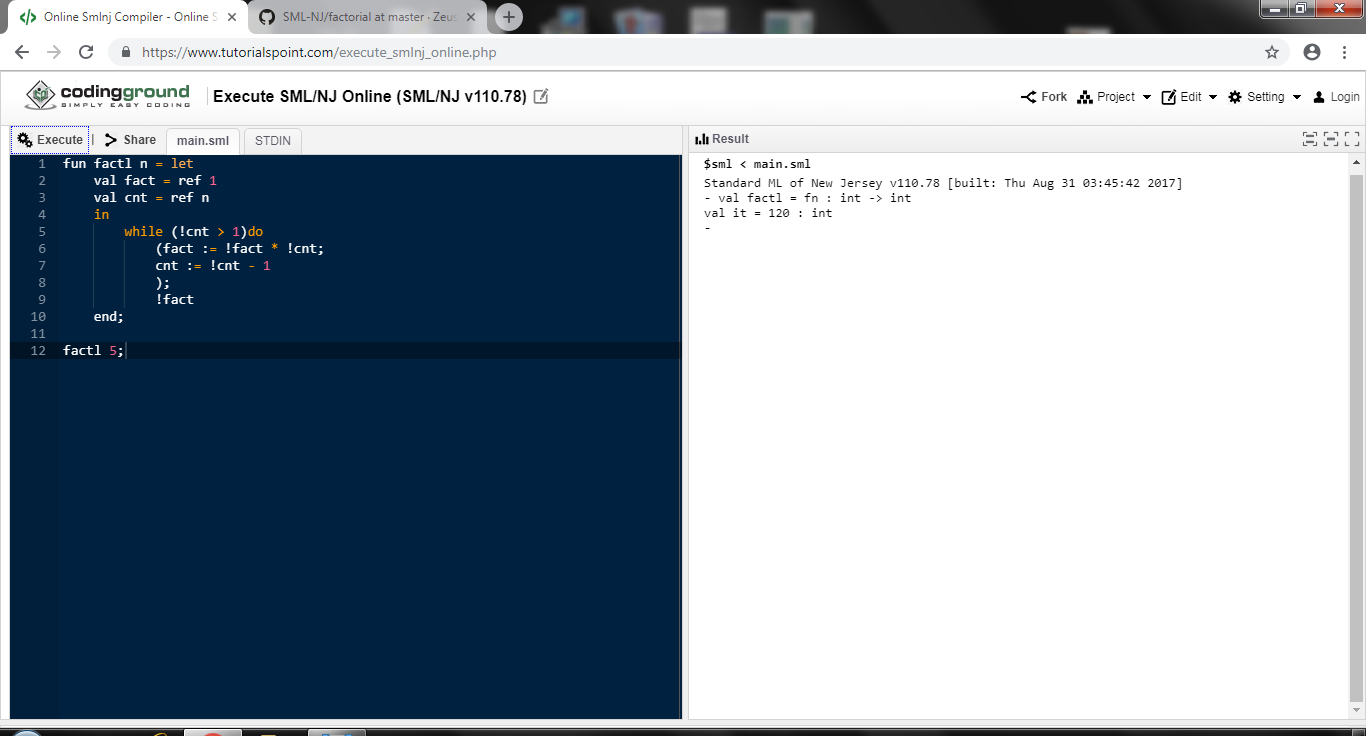 Online Smlnj Compiler - Online S
SML-NJ/factorial at master · Zeus
https://www.tutorialspoint.com/execute_smlnj_online.php
codingground
SIMPLY EASY CODING
Execute SML/NJ Online (SML/NJ v110.78)
Fork Project Edit Setting Login
Execute | Share main.sml STDIN
Result
1 fun factl n = let
2 val fact = ref 1
3 val cnt = ref n
4 in
5 while (!cnt > 1)do
6 (fact := !fact * !cnt;
7 cnt := !cnt - 1
8 );
9 !fact
10 end;
11
12 factl 5;
$sml < main.sml
Standard ML of New Jersey v110.78 [built: Thu Aug 31 03:45:42 2017]
- val factl = fn : int -> int
val it = 120 : int
-